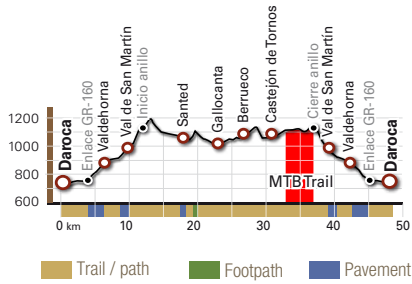 Daroca
Enlace GR-160
Valdehorna
Val de San Martín
Inicio anillo
Santed
Gallocanta
Berrueco
Castejón de Tornos
Cierre anillo
Val de San Martín
Valdehorna
Enlace GR-160
Daroca
1200
1000
800
600
MTB Trail
0 km 10 20 30 40 50
Trail / path
Footpath
Pavement